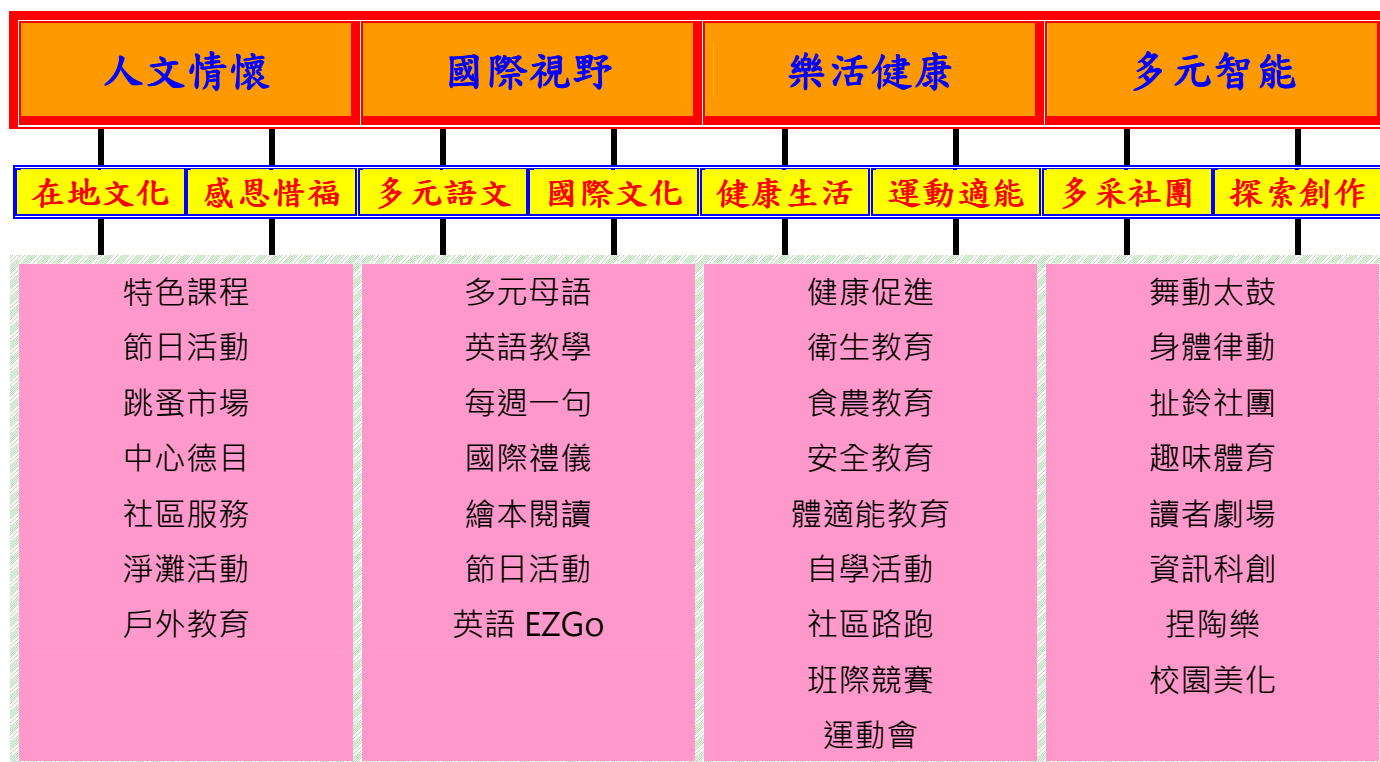 人文情懷 國際視野 樂活健康 多元智能
在地文化 感恩惜福 多元語文 國際文化 健康生活 運動適能 多采社團 探索創作
特色課程 多元母語 健康促進 舞動太鼓
節日活動 英語教學 衛生教育 身體律動
跳蚤市場 每週一句 食農教育 扯鈴社團
中心德目 國際禮儀 安全教育 趣味體育
社區服務 繪本閱讀 體適能教育 讀者劇場
淨灘活動 節日活動 自學活動 資訊科創
戶外教育 英語 EZGo 社區路跑 捏陶樂
班際競賽 校園美化
運動會